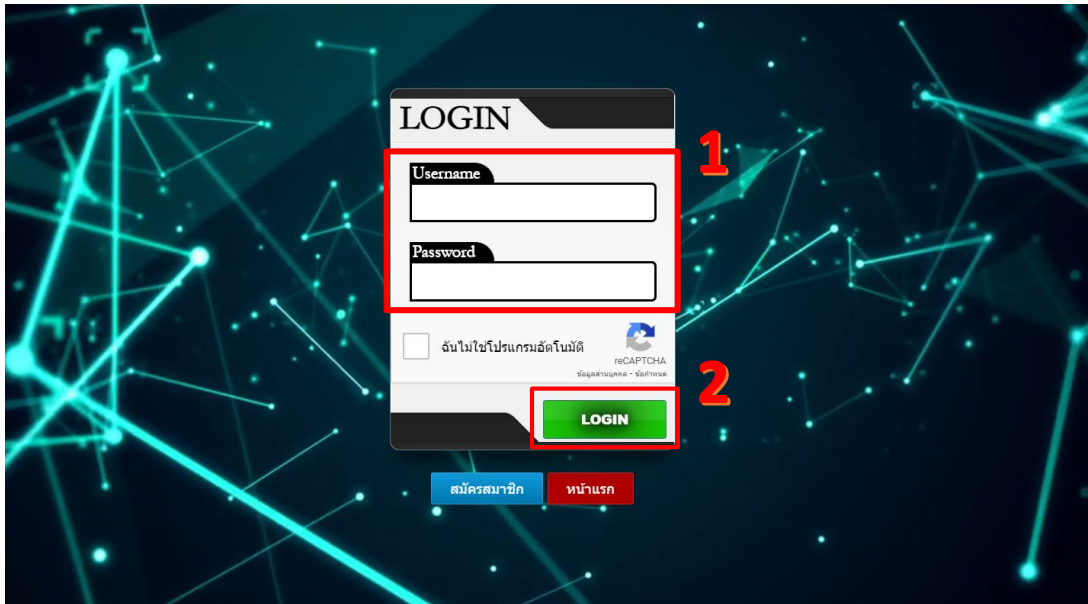 LOGIN
1
Username
Password
ฉันไม่ใช่โปรแกรมอัตโนมัติ
reCAPTCHA
ข้อมูลส่วนบุคคล - ข้อกำหนด
2
LOGIN
สมัครสมาชิก
หน้าแรก